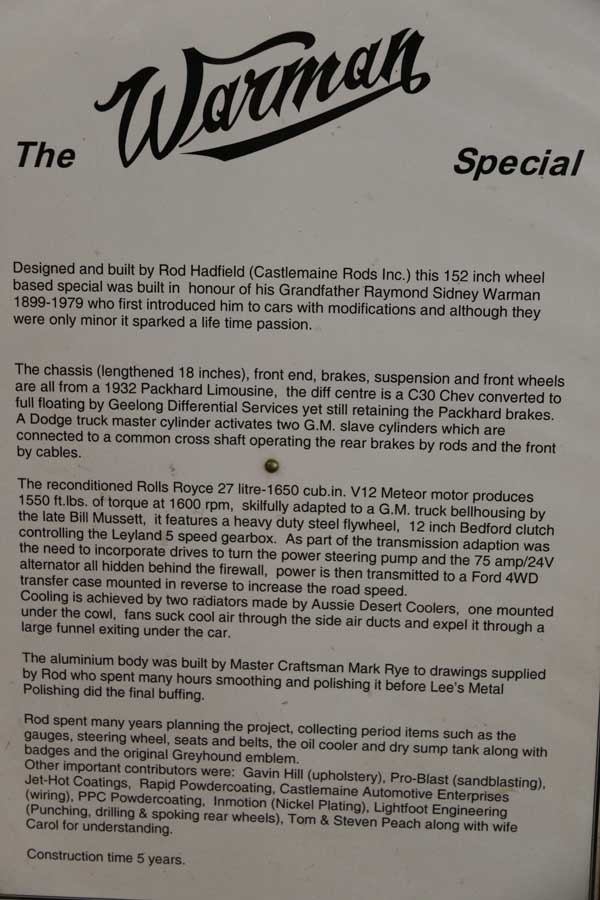 Warman
The Special
Designed and built by Rod Hadfield (Castlemaine Rods Inc.) this 152 inch wheel
based special was built in honour of his Grandfather Raymond Sidney Warman
1899-1979 who first introduced him to cars with modifications and although they
were only minor it sparked a life time passion.
The chassis (lengthened 18 inches), front end, brakes, suspension and front wheels
are all from a 1932 Packhard Limousine, the diff centre is a C30 Chev converted to
full floating by Geelong Differential Services yet still retaining the Packhard brakes.
A Dodge truck master cylinder activates two G.M. slave cylinders which are
connected to a common cross shaft operating the rear brakes by rods and the front
by cables.
The reconditioned Rolls Royce 27 litre-1650 cub.in. V12 Meteor motor produces
1550 ft.lbs. of torque at 1600 rpm, skilfully adapted to a G.M. truck bellhousing by
the late Bill Mussett, it features a heavy duty steel flywheel, 12 inch Bedford clutch
controlling the Leyland 5 speed gearbox. As part of the transmission adaption was
the need to incorporate drives to turn the power steering pump and the 75 amp/24V
alternator all hidden behind the firewall, power is then transmitted to a Ford 4WD
transfer case mounted in reverse to increase the road speed.
Cooling is achieved by two radiators made by Aussie Desert Coolers, one mounted
under the cowl, fans suck cool air through the side air ducts and expel it through a
large funnel exiting under the car.
The aluminium body was built by Master Craftsman Mark Rye to drawings supplied
by Rod who spent many hours smoothing and polishing it before Lee's Metal
Polishing did the final buffing.
Rod spent many years planning the project, collecting period items such as the
gauges, steering wheel, seats and belts, the oil cooler and dry sump tank along with
badges and the original Greyhound emblem.
Other important contributors were: Gavin Hill (upholstery), Pro-Blast (sandblasting),
Jet-Hot Coatings, Rapid Powdercoating, Castlemaine Automotive Enterprises
(wiring), PPC Powdercoating, Inmotion (Nickel Plating), Lightfoot Engineering
(Punching, drilling & spoking rear wheels), Tom & Steven Peach along with wife
Carol for understanding.
Construction time 5 years.